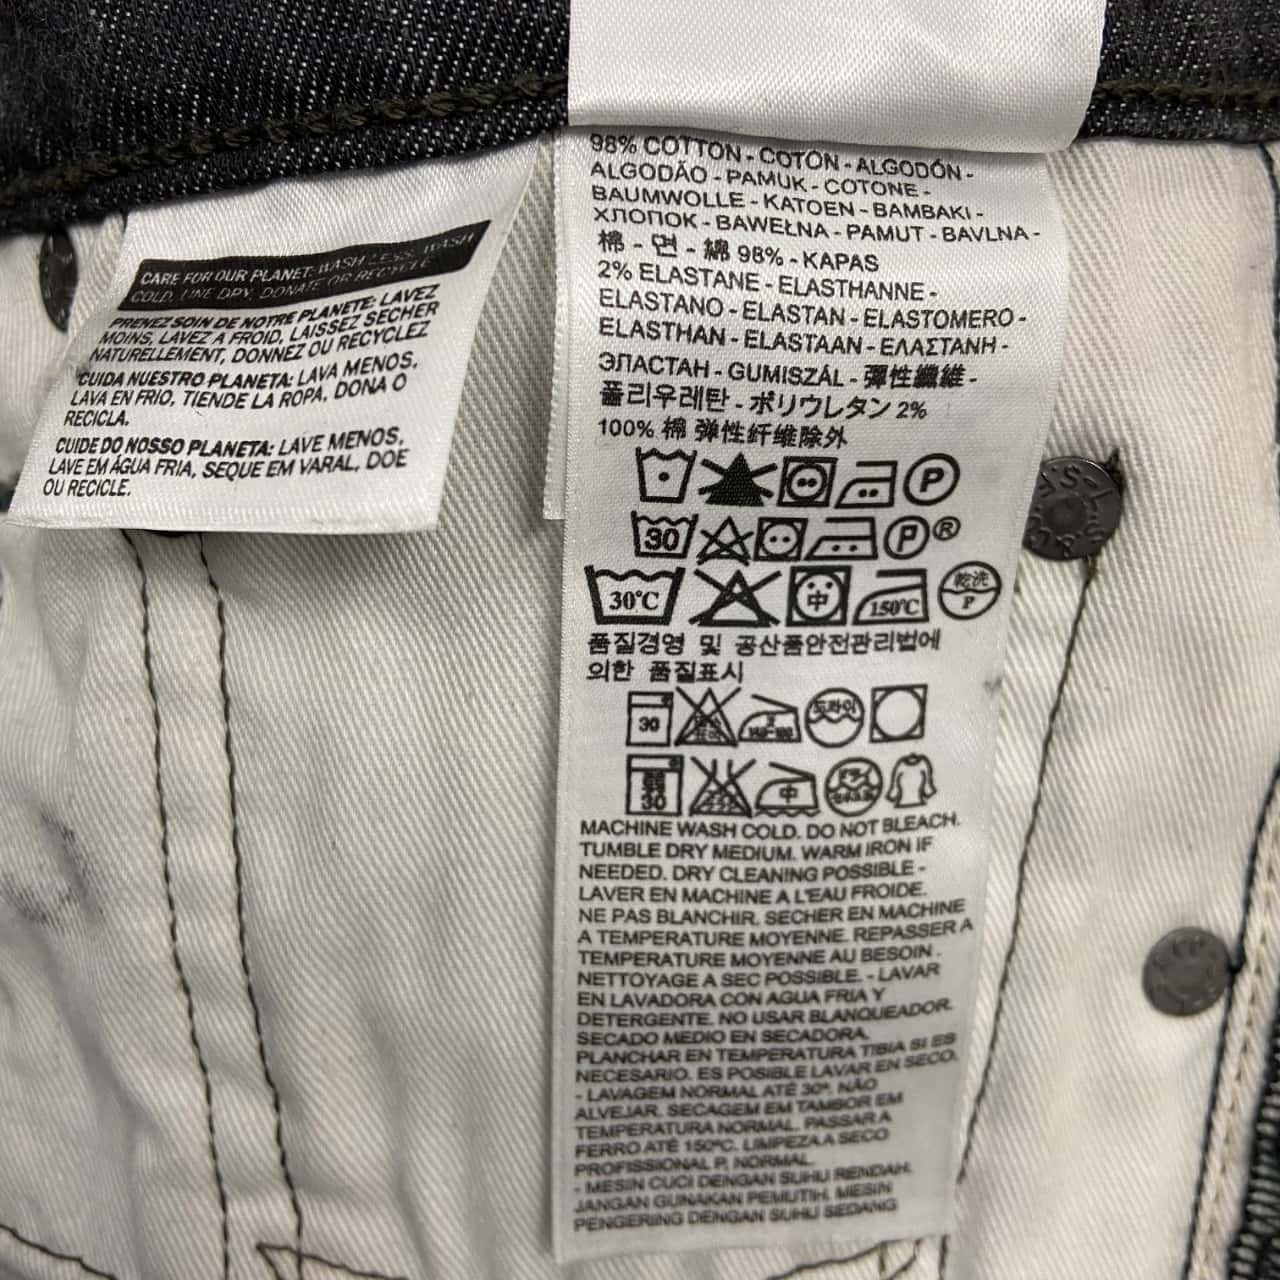 CARE FOR OUR PLANET: WASH LESS, WASH
COLD, LINE DRY, DONATE OR RECYCLE
PRENEZ SOIN DE NOTRE PLANETE: LAVEZ
MOINS, LAVEZ A FROID, LAISSEZ SECHER
NATURELLEMENT, DONNEZ OU RECYCLEZ
CUIDA NUESTRO PLANETA: LAVA MENOS,
LAVA EN FRIO, TIENDE LA ROPA, DONA O
RECICLA.
CUIDE DO NOSSO PLANETA: LAVE MENOS,
LAVE EM ÁGUA FRIA, SEQUE EM VARAL, DOE
OU RECICLE.
98% COTTON - COTON - ALGODÓN -
ALGODÃO - PAMUK - COTONE -
BAUMWOLLE - KATOEN - BAMBAKI -
ХЛОПОК - BAWEŁNA - PAMUT - BAVLNA -
棉 - 면 - 綿 98% - KAPAS
2% ELASTANE - ELASTHANNE -
ELASTANO - ELASTAN - ELASTOMERO -
ELASTHAN - ELASTAAN - ΕΛΑΣΤΑΝΗ -
ЭЛАСТАН - GUMISZÁL - 彈性纖維 -
폴리우레탄 - ポリウレタン 2%
100% 棉 弹性纤维除外
P
30 P®
30°C 中 150°C 乾洗 P
품질경영 및 공산품안전관리법에
의한 품질표시
30 드라이
30 中
MACHINE WASH COLD. DO NOT BLEACH.
TUMBLE DRY MEDIUM. WARM IRON IF
NEEDED. DRY CLEANING POSSIBLE -
LAVER EN MACHINE A L'EAU FROIDE.
NE PAS BLANCHIR. SECHER EN MACHINE
A TEMPERATURE MOYENNE. REPASSER A
TEMPERATURE MOYENNE AU BESOIN.
NETTOYAGE A SEC POSSIBLE. - LAVAR
EN LAVADORA CON AGUA FRIA Y
DETERGENTE. NO USAR BLANQUEADOR.
SECADO MEDIO EN SECADORA.
PLANCHAR EN TEMPERATURA TIBIA SI ES
NECESARIO. ES POSIBLE LAVAR EN SECO.
- LAVAGEM NORMAL ATÉ 30º. NÃO
ALVEJAR. SECAGEM EM TAMBOR EM
TEMPERATURA NORMAL. PASSAR A
FERRO ATÉ 150ºC. LIMPEZA A SECO
PROFISSIONAL P, NORMAL.
- MESIN CUCI DENGAN SUHU RENDAH.
JANGAN GUNAKAN PEMUTIH. MESIN
PENGERING DENGAN SUHU SEDANG